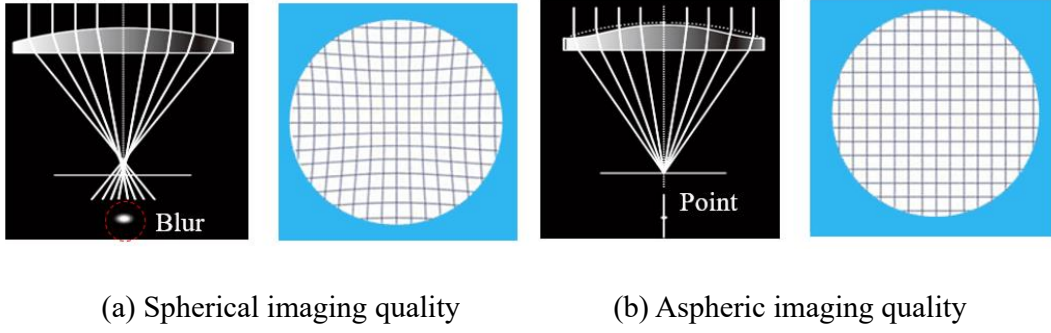 Blur
Point
(a) Spherical imaging quality
(b) Aspheric imaging quality